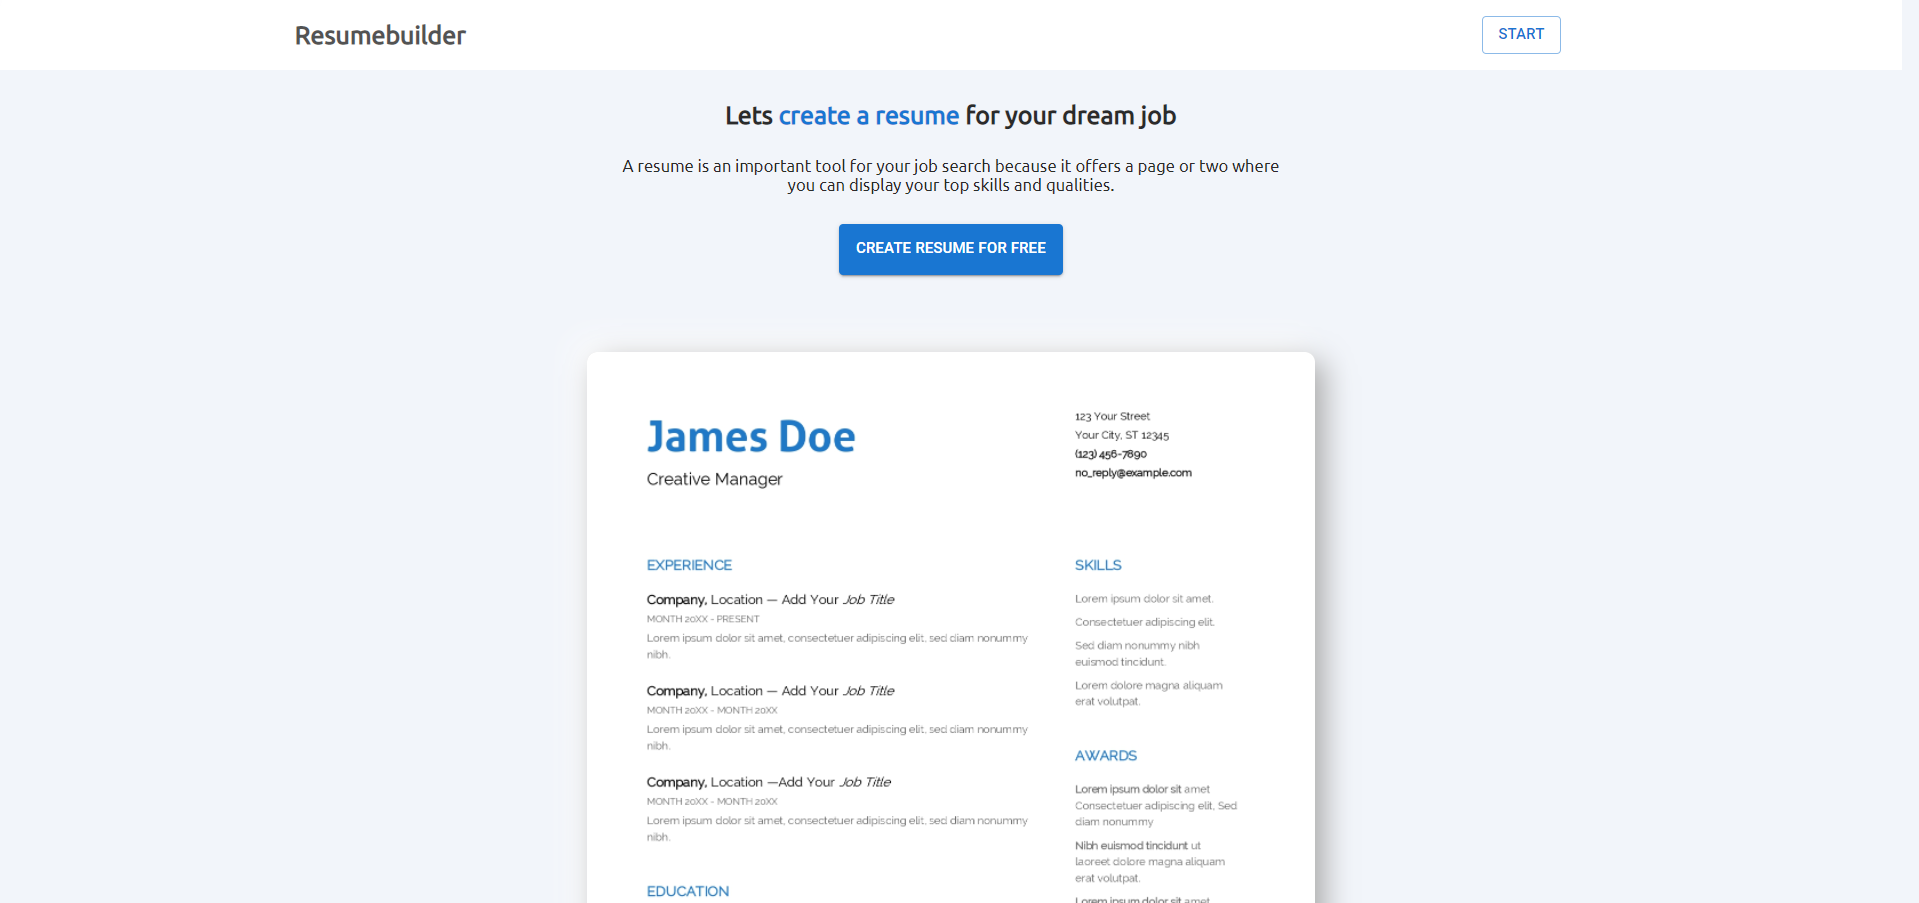 Resumebuilder
START
Lets create a resume for your dream job
A resume is an important tool for your job search because it offers a page or two where
you can display your top skills and qualities.
CREATE RESUME FOR FREE
James Doe
Creative Manager
123 Your Street
Your City, ST 12345
(123) 456-7890
no_reply@example.com
EXPERIENCE
Company, Location — Add Your Job Title
MONTH 20XX - PRESENT
Lorem ipsum dolor sit amet, consectetuer adipiscing elit, sed diam nonummy
nibh.
Company, Location — Add Your Job Title
MONTH 20XX - MONTH 20XX
Lorem ipsum dolor sit amet, consectetuer adipiscing elit, sed diam nonummy
nibh.
Company, Location —Add Your Job Title
MONTH 20XX - MONTH 20XX
Lorem ipsum dolor sit amet, consectetuer adipiscing elit, sed diam nonummy
nibh.
EDUCATION
SKILLS
Lorem ipsum dolor sit amet.
Consectetuer adipiscing elit.
Sed diam nonummy nibh
euismod tincidunt.
Lorem dolore magna aliquam
erat volutpat.
AWARDS
Lorem ipsum dolor sit amet
Consectetuer adipiscing elit, Sed
diam nonummy
Nibh euismod tincidunt ut
laoreet dolore magna aliquam
erat volutpat.
Lorem ipsum dolor sit amet